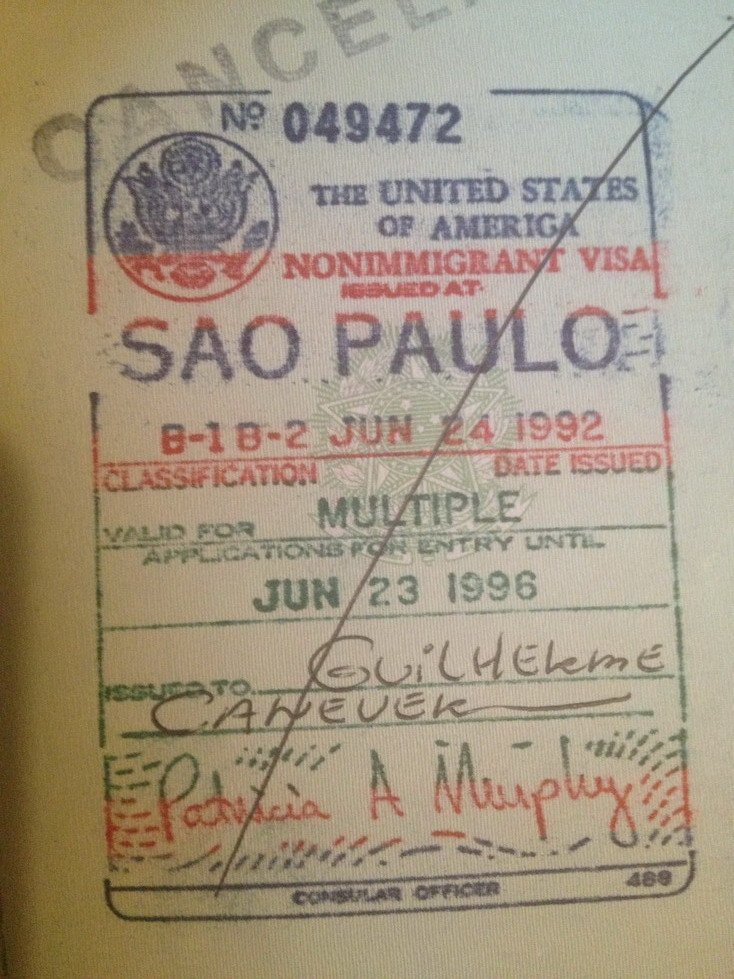 CANCEL
Nº 049472
THE UNITED STATES
OF AMERICA
NONIMMIGRANT VISA
ISSUED AT
SAO PAULO
B-1 B-2 JUN 24 1992
CLASSIFICATION DATE ISSUED
MULTIPLE
VALID FOR
APPLICATIONS FOR ENTRY UNTIL
JUN 23 1996
GUILHERME
ISSUED TO
CANEVER
Patricia A Murphy
CONSULAR OFFICER 469